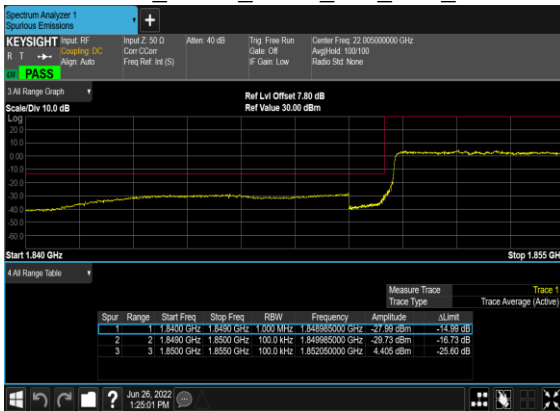 Spectrum Analyzer 1
Spurious Emissions
+
KEYSIGHT Input: RF Input Z: 50 Ω Atten: 40 dB Trig: Free Run Center Freq: 22.005000000 GHz
R T Coupling: DC Corr CCorr Gate: Off Avg|Hold: 100/100
Align: Auto Freq Ref: Int (S) IF Gain: Low Radio Std: None
PASS
3 All Range Graph Ref Lvl Offset 7.80 dB
Scale/Div 10.0 dB Ref Value 30.00 dBm
Log
20.0
10.0
0.00
-10.0
-20.0
-30.0
-40.0
-50.0
-60.0
Start 1.840 GHz Stop 1.855 GH
4 All Range Table
Measure Trace Trace 1
Trace Type Trace Average (Active)
Spur Range Start Freq Stop Freq RBW Frequency Amplitude ΔLimit
1 1 1.8400 GHz 1.8490 GHz 1.000 MHz 1.848985000 GHz -27.99 dBm -14.99 dB
2 2 1.8490 GHz 1.8500 GHz 100.0 kHz 1.849985000 GHz -29.73 dBm -16.73 dB
3 3 1.8500 GHz 1.8550 GHz 100.0 kHz 1.852050000 GHz 4.405 dBm -25.60 dB
? Jun 26, 2022
1:25:01 PM